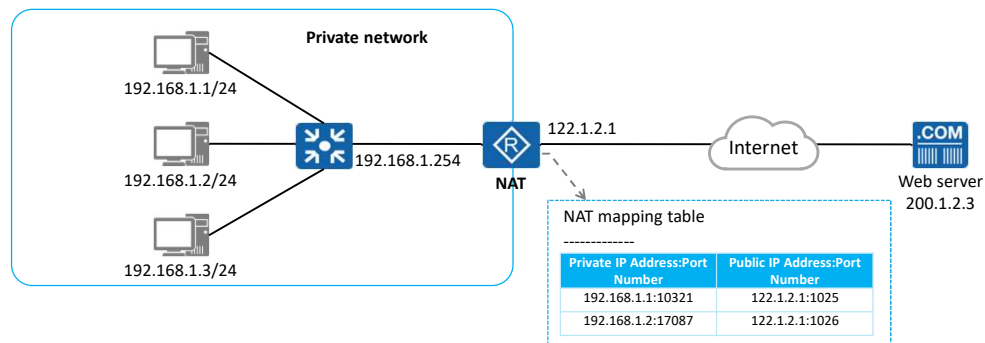 Private network
192.168.1.1/24
192.168.1.2/24
192.168.1.3/24
192.168.1.254
R
NAT
122.1.2.1
Internet
.COM
Web server
200.1.2.3
NAT mapping table
-------------
Private IP Address:Port Number
Public IP Address:Port Number
192.168.1.1:10321
122.1.2.1:1025
192.168.1.2:17087
122.1.2.1:1026